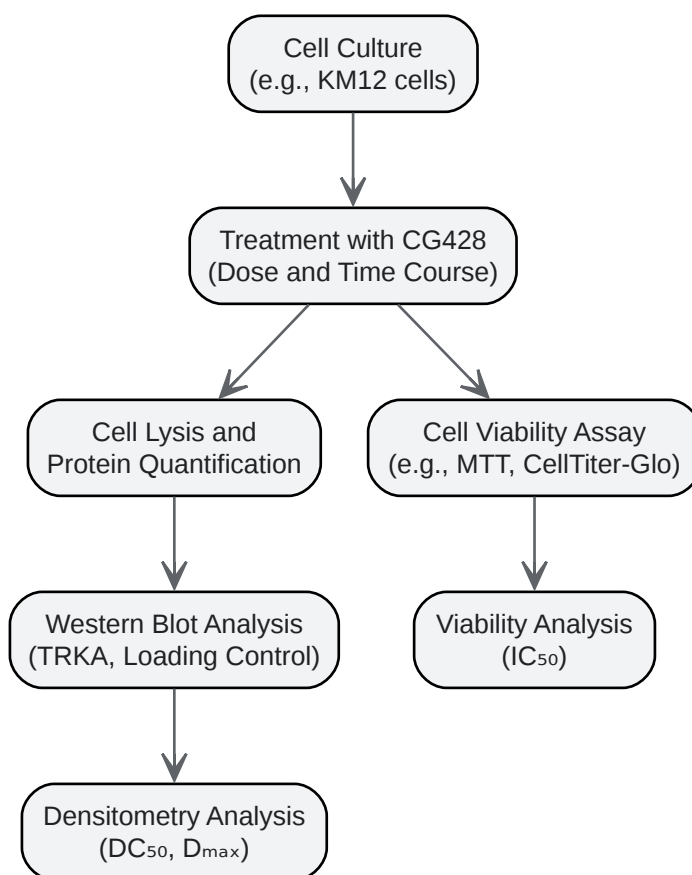 Cell Culture
(e.g., KM12 cells)
Treatment with CG428
(Dose and Time Course)
Cell Lysis and
Protein Quantification
Cell Viability Assay
(e.g., MTT, CellTiter-Glo)
Western Blot Analysis
(TRKA, Loading Control)
Viability Analysis
(IC₅₀)
Densitometry Analysis
(DC₅₀, Dₘₐₓ)